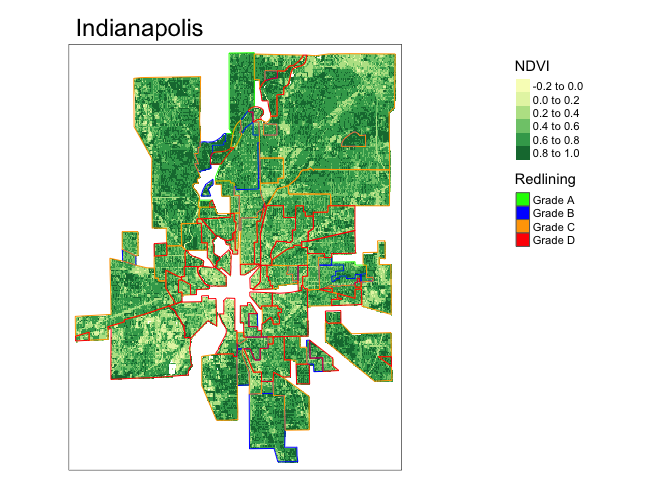 Indianapolis
NDVI
-0.2 to 0.0
0.0 to 0.2
0.2 to 0.4
0.4 to 0.6
0.6 to 0.8
0.8 to 1.0
Redlining
Grade A
Grade B
Grade C
Grade D